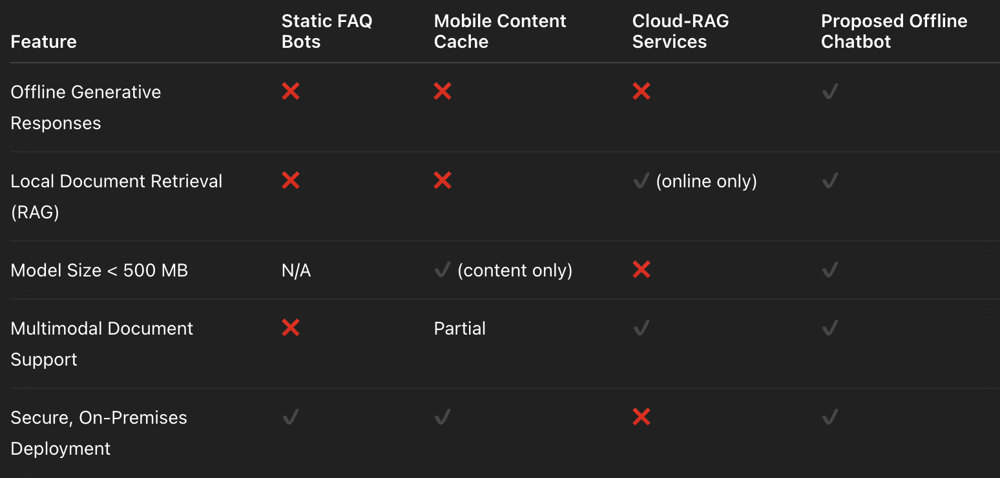 Feature | Static FAQ Bots | Mobile Content Cache | Cloud-RAG Services | Proposed Offline Chatbot
Offline Generative Responses | ❌ | ❌ | ❌ | ✔
Local Document Retrieval (RAG) | ❌ | ❌ | ✔ (online only) | ✔
Model Size < 500 MB | N/A | ✔ (content only) | ❌ | ✔
Multimodal Document Support | ❌ | Partial | ✔ | ✔
Secure, On-Premises Deployment | ✔ | ✔ | ❌ | ✔